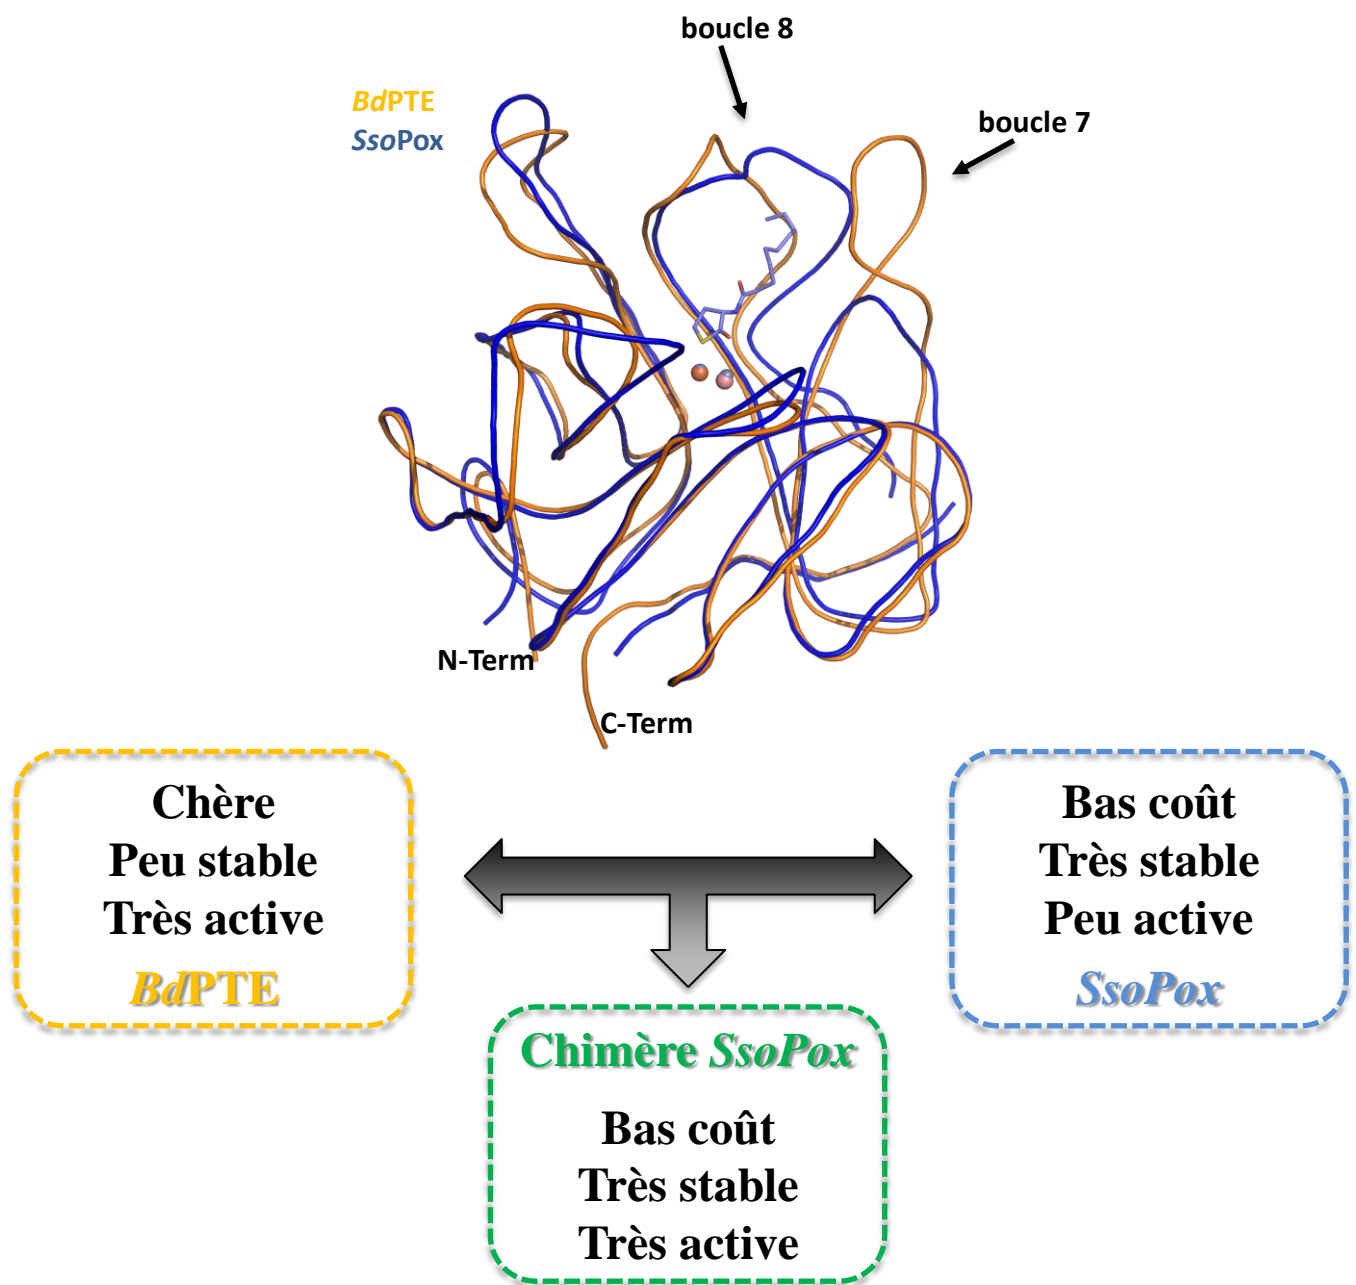 boucle 8
BdPTE
SsoPox
boucle 7
N-Term
C-Term
Chère
Peu stable
Très active
BdPTE
Bas coût
Très stable
Peu active
SsoPox
Chimère SsoPox
Bas coût
Très stable
Très active